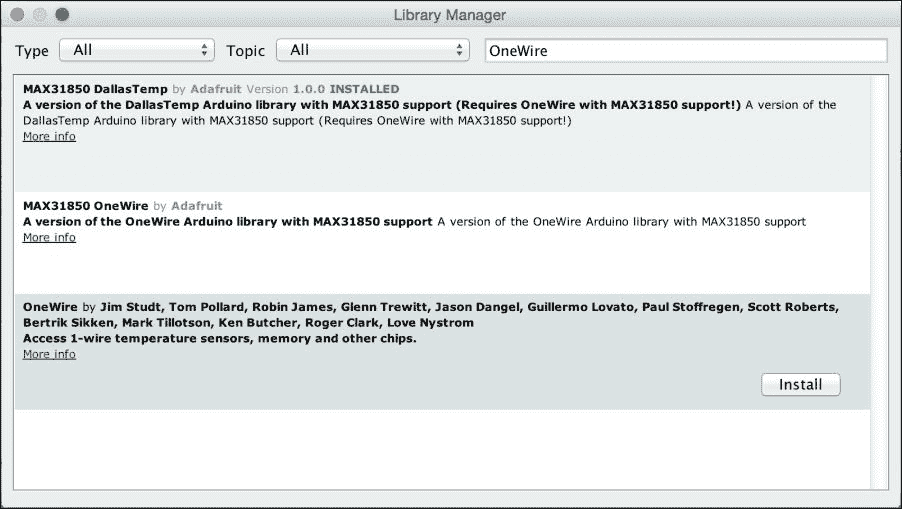 Library Manager
Type All Topic All OneWire
MAX31850 DallasTemp by Adafruit Version 1.0.0 INSTALLED
A version of the DallasTemp Arduino library with MAX31850 support (Requires OneWire with MAX31850 support!) A version of the
DallasTemp Arduino library with MAX31850 support (Requires OneWire with MAX31850 support!)
More info
MAX31850 OneWire by Adafruit
A version of the OneWire Arduino library with MAX31850 support A version of the OneWire Arduino library with MAX31850 support
More info
OneWire by Jim Studt, Tom Pollard, Robin James, Glenn Trewitt, Jason Dangel, Guillermo Lovato, Paul Stoffregen, Scott Roberts,
Bertrik Sikken, Mark Tillotson, Ken Butcher, Roger Clark, Love Nystrom
Access 1-wire temperature sensors, memory and other chips.
More info
Install